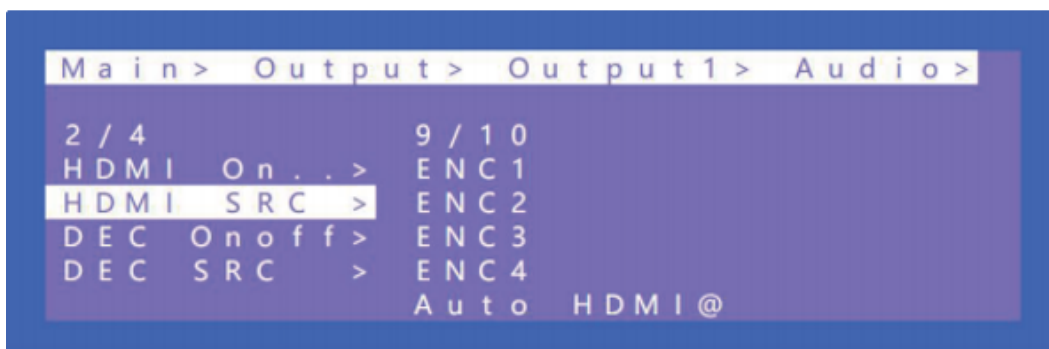 Main> Output> Output1> Audio>
2/4 9/10
HDMI On..> ENC1
HDMI SRC > ENC2
DEC Onoff> ENC3
DEC SRC > ENC4
Auto HDMI@